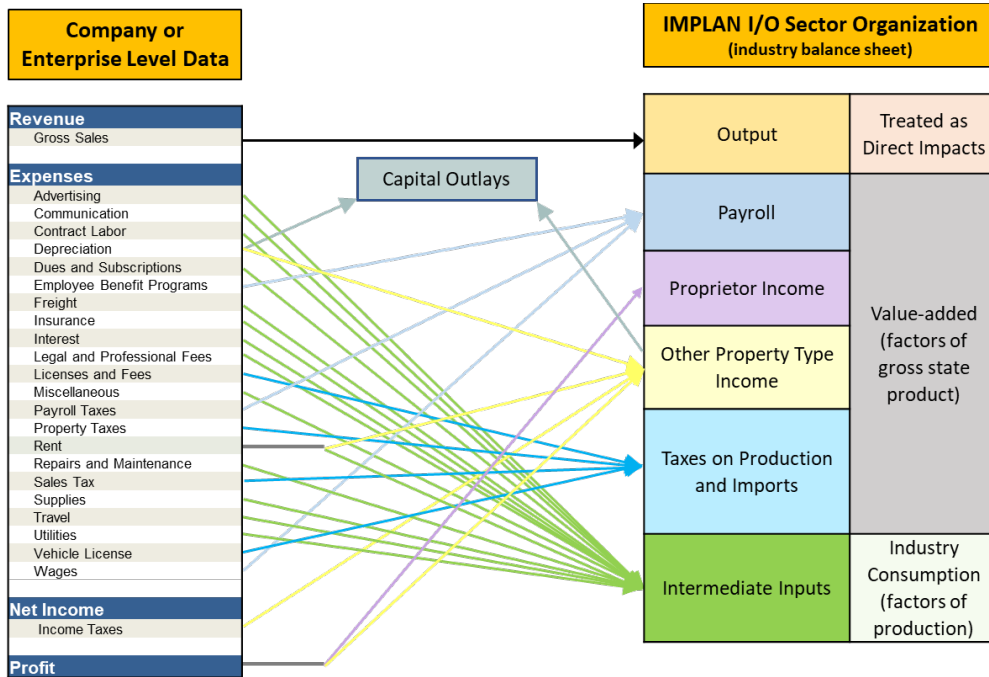 Company or
Enterprise Level Data
IMPLAN I/O Sector Organization
(industry balance sheet)
Revenue
Gross Sales
Expenses
Advertising
Communication
Contract Labor
Depreciation
Dues and Subscriptions
Employee Benefit Programs
Freight
Insurance
Interest
Legal and Professional Fees
Licenses and Fees
Miscellaneous
Payroll Taxes
Property Taxes
Rent
Repairs and Maintenance
Sales Tax
Supplies
Travel
Utilities
Vehicle License
Wages
Net Income
Income Taxes
Profit
Capital Outlays
Output
Payroll
Proprietor Income
Other Property Type
Income
Taxes on Production
and Imports
Intermediate Inputs
Treated as
Direct Impacts
Value-added
(factors of
gross state
product)
Industry
Consumption
(factors of
production)